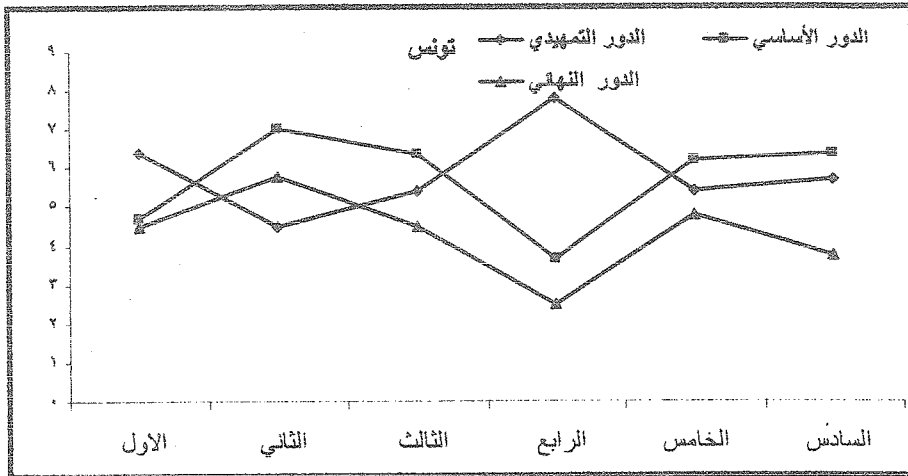 تونس
الدور التمهيدي
الدور الأساسي
الدور النهائي
٩
٨
٧
٦
٥
٤
٣
٢
١
٠
الاول
الثاني
الثالث
الرابع
الخامس
السادس